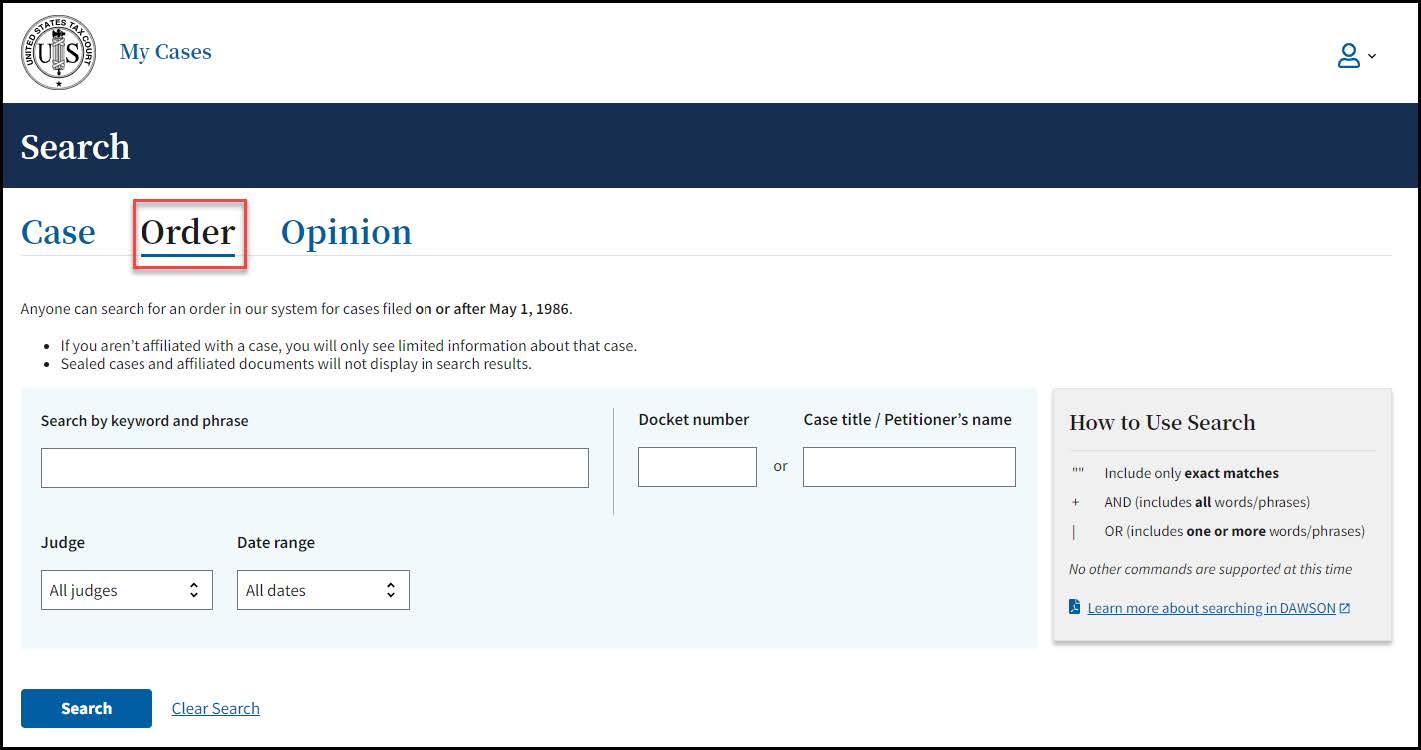 UNITED STATES TAX COURT
US
My Cases
Search
Case Order Opinion
Anyone can search for an order in our system for cases filed on or after May 1, 1986.
• If you aren’t affiliated with a case, you will only see limited information about that case.
• Sealed cases and affiliated documents will not display in search results.
Search by keyword and phrase
Docket number
or
Case title / Petitioner’s name
Judge
All judges
Date range
All dates
How to Use Search
"" Include only exact matches
+ AND (includes all words/phrases)
| OR (includes one or more words/phrases)
No other commands are supported at this time
Learn more about searching in DAWSON
Search Clear Search